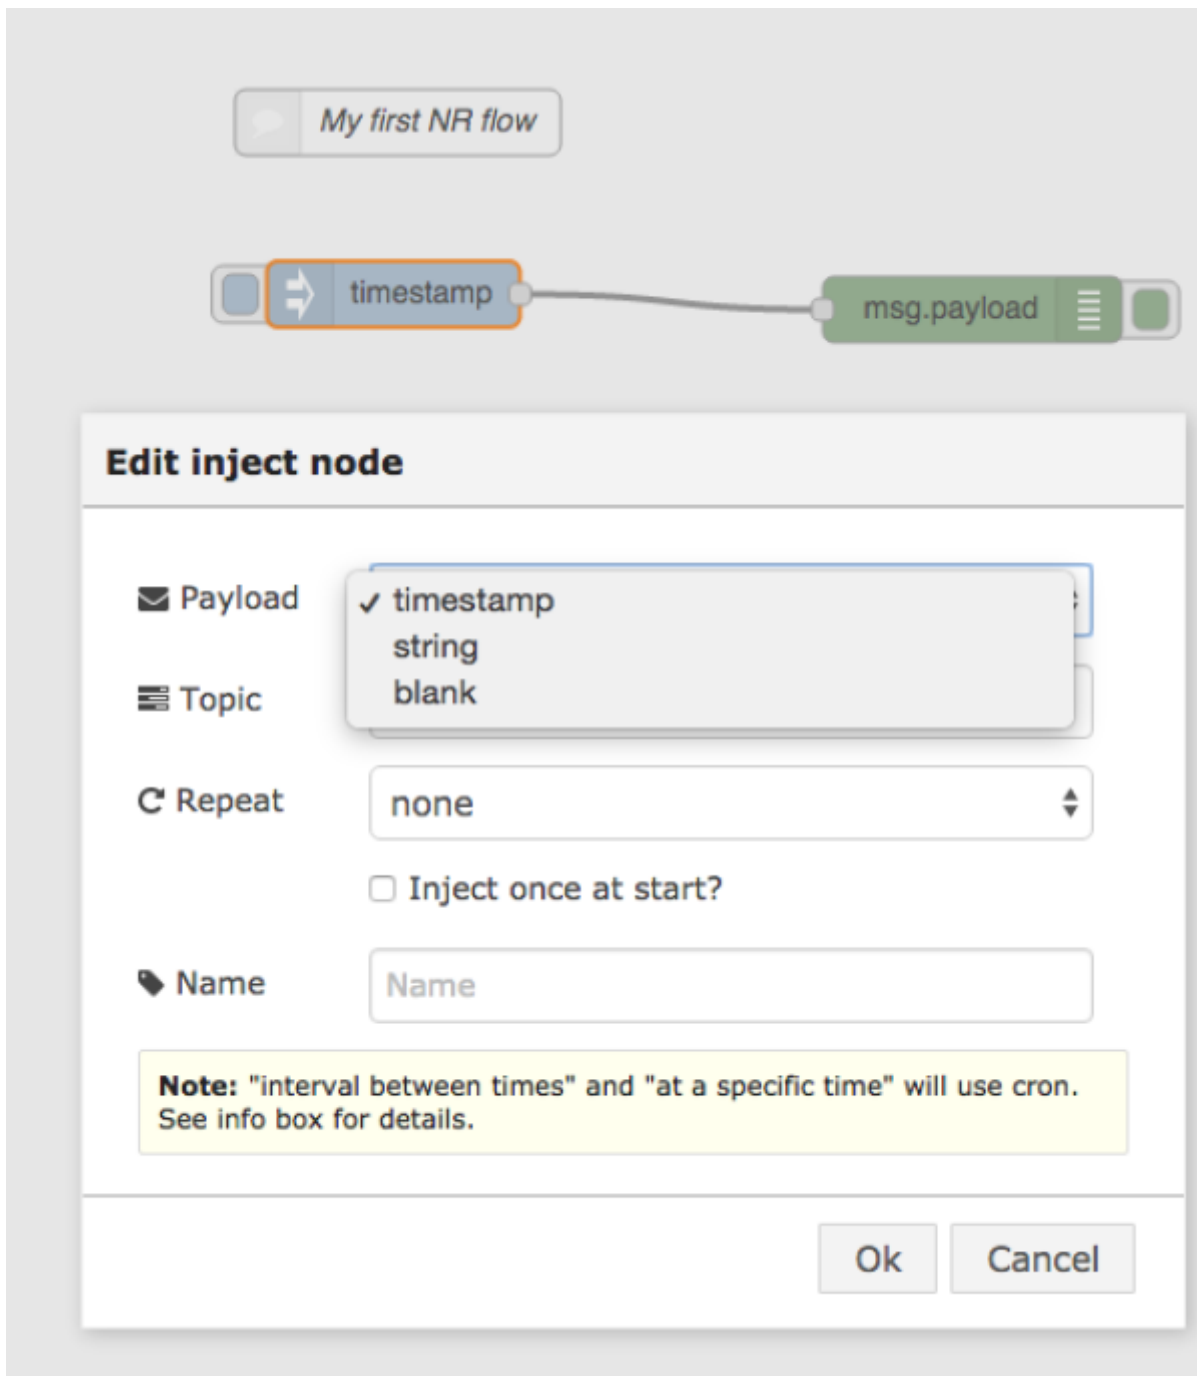 My first NR flow
timestamp
msg.payload
Edit inject node
Payload
timestamp
string
blank
Topic
Repeat
none
Inject once at start?
Name
Name
Note: "interval between times" and "at a specific time" will use cron.
See info box for details.
Ok
Cancel